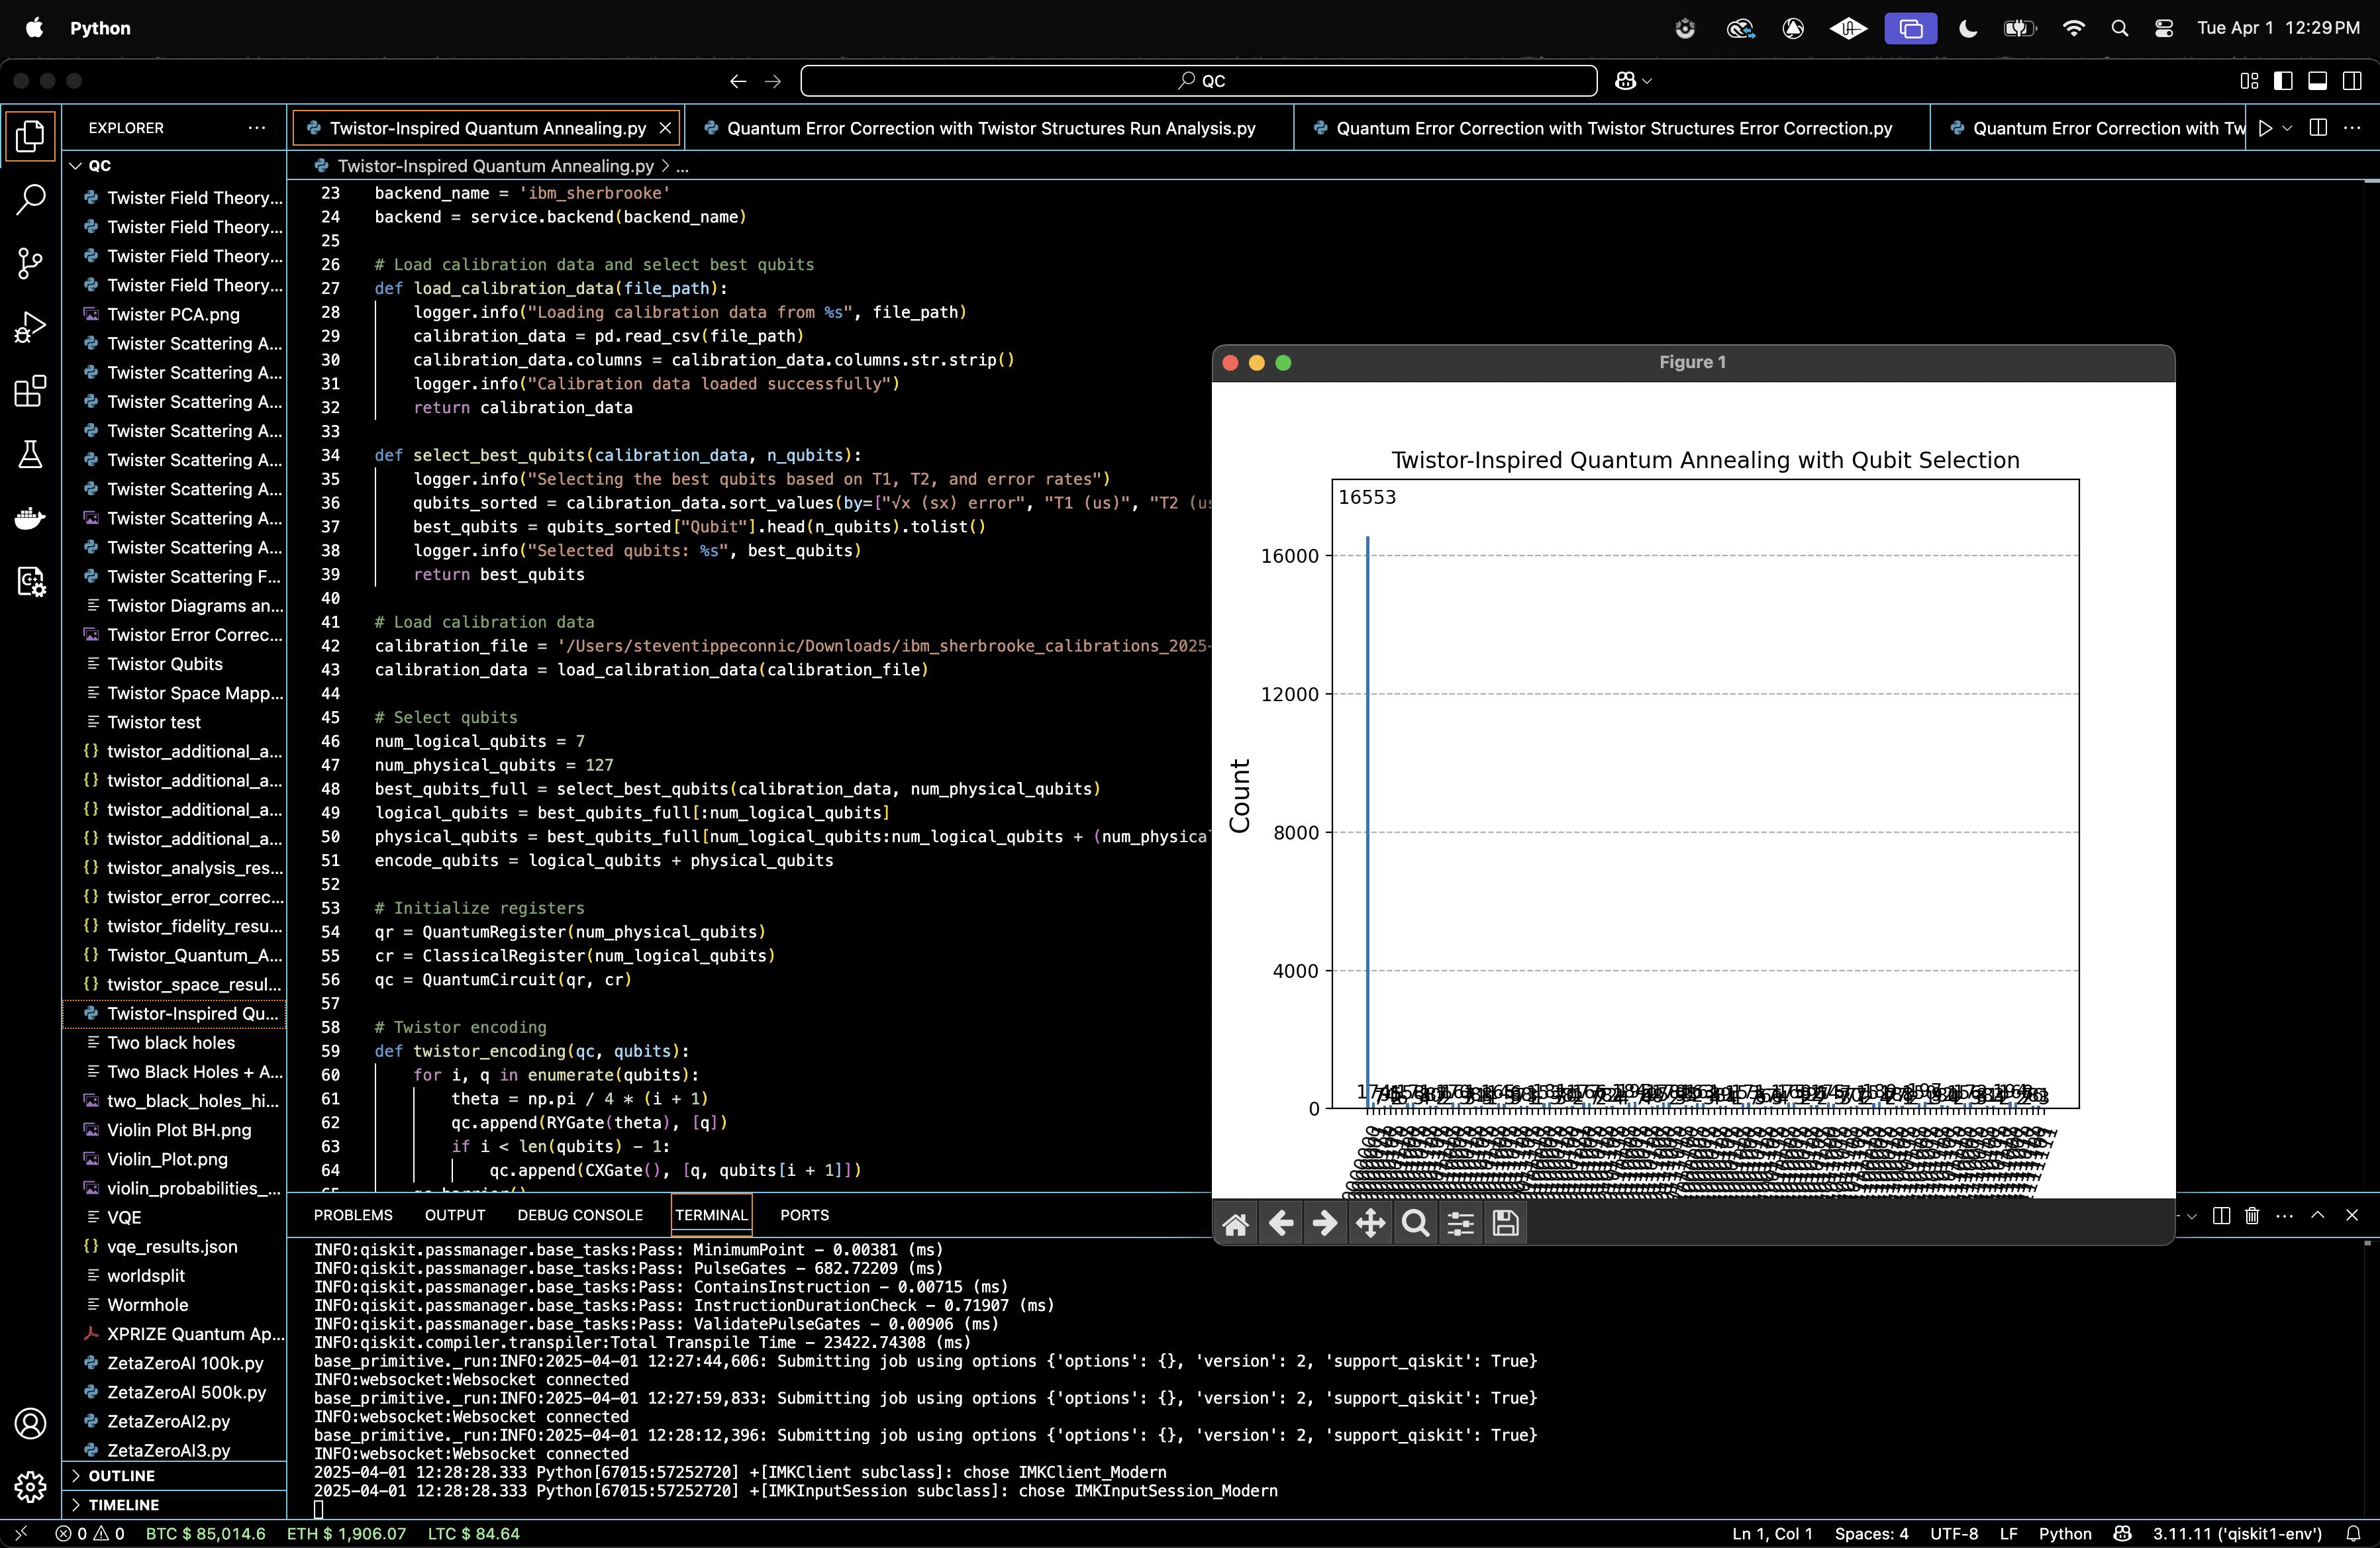 Python
Tue Apr 1 12:29 PM
QC
EXPLORER
Twistor-Inspired Quantum Annealing.py
Quantum Error Correction with Twistor Structures Run Analysis.py
Quantum Error Correction with Twistor Structures Error Correction.py
Quantum Error Correction with Tw
QC
Twister Field Theory...
Twister Field Theory...
Twister Field Theory...
Twister Field Theory...
Twister PCA.png
Twister Scattering A...
Twister Scattering A...
Twister Scattering A...
Twister Scattering A...
Twister Scattering A...
Twister Scattering A...
Twister Scattering A...
Twister Scattering A...
Twister Scattering F...
Twistor Diagrams an...
Twistor Error Correc...
Twistor Qubits
Twistor Space Mapp...
Twistor test
twistor_additional_a...
twistor_additional_a...
twistor_additional_a...
twistor_additional_a...
twistor_analysis_res...
twistor_error_correc...
twistor_fidelity_resu...
Twistor_Quantum_A...
twistor_space_resul...
Twistor-Inspired Qu...
Two black holes
Two Black Holes + A...
two_black_holes_hi...
Violin Plot BH.png
Violin_Plot.png
violin_probabilities_...
VQE
vqe_results.json
worldsplit
Wormhole
XPRIZE Quantum Ap...
ZetaZeroAI 100k.py
ZetaZeroAI 500k.py
ZetaZeroAI2.py
ZetaZeroAI3.py
OUTLINE
TIMELINE
Twistor-Inspired Quantum Annealing.py > ...
23 backend_name = 'ibm_sherbrooke'
24 backend = service.backend(backend_name)
25
26 # Load calibration data and select best qubits
27 def load_calibration_data(file_path):
28 logger.info("Loading calibration data from %s", file_path)
29 calibration_data = pd.read_csv(file_path)
30 calibration_data.columns = calibration_data.columns.str.strip()
31 logger.info("Calibration data loaded successfully")
32 return calibration_data
33
34 def select_best_qubits(calibration_data, n_qubits):
35 logger.info("Selecting the best qubits based on T1, T2, and error rates")
36 qubits_sorted = calibration_data.sort_values(by=["√x (sx) error", "T1 (us)", "T2 (us
37 best_qubits = qubits_sorted["Qubit"].head(n_qubits).tolist()
38 logger.info("Selected qubits: %s", best_qubits)
39 return best_qubits
40
41 # Load calibration data
42 calibration_file = '/Users/steventippeconnic/Downloads/ibm_sherbrooke_calibrations_2025-
43 calibration_data = load_calibration_data(calibration_file)
44
45 # Select qubits
46 num_logical_qubits = 7
47 num_physical_qubits = 127
48 best_qubits_full = select_best_qubits(calibration_data, num_physical_qubits)
49 logical_qubits = best_qubits_full[:num_logical_qubits]
50 physical_qubits = best_qubits_full[num_logical_qubits:num_logical_qubits + (num_physica
51 encode_qubits = logical_qubits + physical_qubits
52
53 # Initialize registers
54 qr = QuantumRegister(num_physical_qubits)
55 cr = ClassicalRegister(num_logical_qubits)
56 qc = QuantumCircuit(qr, cr)
57
58 # Twistor encoding
59 def twistor_encoding(qc, qubits):
60 for i, q in enumerate(qubits):
61 theta = np.pi / 4 * (i + 1)
62 qc.append(RYGate(theta), [q])
63 if i < len(qubits) - 1:
64 qc.append(CXGate(), [q, qubits[i + 1]])
Figure 1
Twistor-Inspired Quantum Annealing with Qubit Selection
16553
16000
12000
8000
4000
0
Count
PROBLEMS OUTPUT DEBUG CONSOLE TERMINAL PORTS
INFO:qiskit.passmanager.base_tasks:Pass: MinimumPoint – 0.00381 (ms)
INFO:qiskit.passmanager.base_tasks:Pass: PulseGates – 682.72209 (ms)
INFO:qiskit.passmanager.base_tasks:Pass: ContainsInstruction – 0.00715 (ms)
INFO:qiskit.passmanager.base_tasks:Pass: InstructionDurationCheck – 0.71907 (ms)
INFO:qiskit.passmanager.base_tasks:Pass: ValidatePulseGates – 0.00906 (ms)
INFO:qiskit.compiler.transpiler:Total Transpile Time – 23422.74308 (ms)
base_primitive._run:INFO:2025-04-01 12:27:44,606: Submitting job using options {'options': {}, 'version': 2, 'support_qiskit': True}
INFO:websocket:Websocket connected
base_primitive._run:INFO:2025-04-01 12:27:59,833: Submitting job using options {'options': {}, 'version': 2, 'support_qiskit': True}
INFO:websocket:Websocket connected
base_primitive._run:INFO:2025-04-01 12:28:12,396: Submitting job using options {'options': {}, 'version': 2, 'support_qiskit': True}
INFO:websocket:Websocket connected
2025-04-01 12:28:28.333 Python[67015:57252720] +[IMKClient subclass]: chose IMKClient_Modern
2025-04-01 12:28:28.333 Python[67015:57252720] +[IMKInputSession subclass]: chose IMKInputSession_Modern
0 0 BTC $ 85,014.6 ETH $ 1,906.07 LTC $ 84.64
Ln 1, Col 1 Spaces: 4 UTF-8 LF Python 3.11.11 ('qiskit1-env')